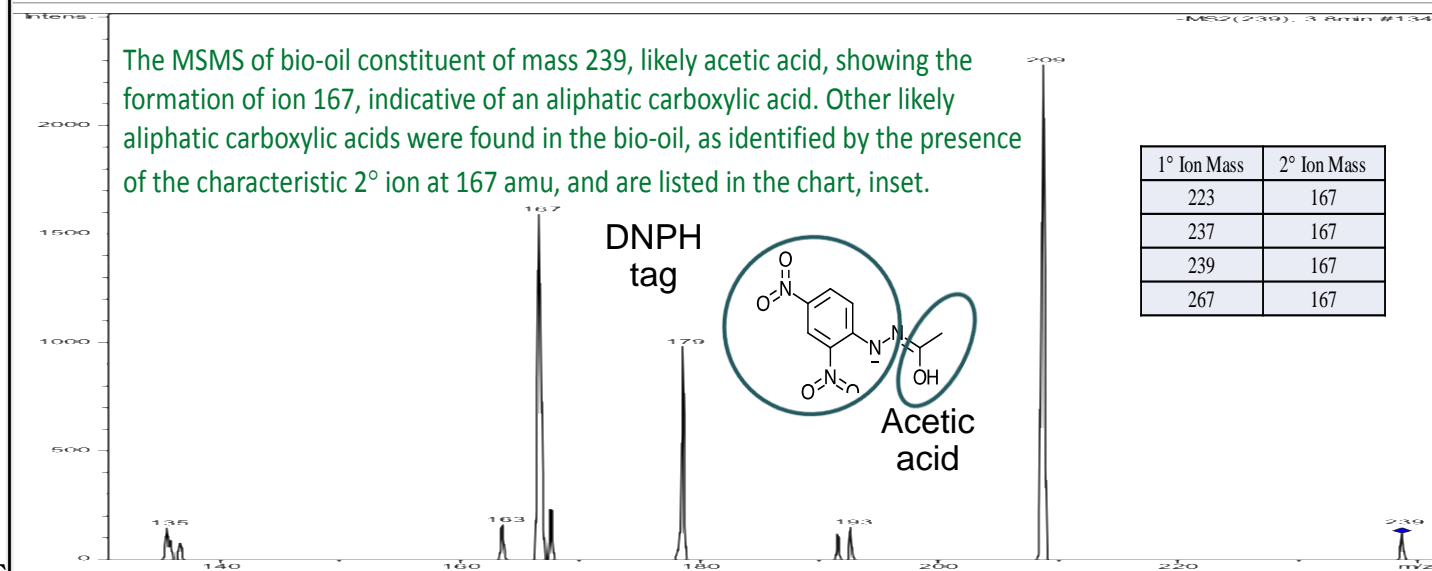 Intens.
-MS2(239), 3.8min #134
The MSMS of bio-oil constituent of mass 239, likely acetic acid, showing the
formation of ion 167, indicative of an aliphatic carboxylic acid. Other likely
aliphatic carboxylic acids were found in the bio-oil, as identified by the presence
of the characteristic 2° ion at 167 amu, and are listed in the chart, inset.
209
2000
1° Ion Mass 2° Ion Mass
223 167
237 167
239 167
267 167
167
1500
DNPH
tag
O
N
O
1000
179
N
N
OH
O
N
O
Acetic
acid
500
135
163
193
239
0
140
160
180
200
220
m/z